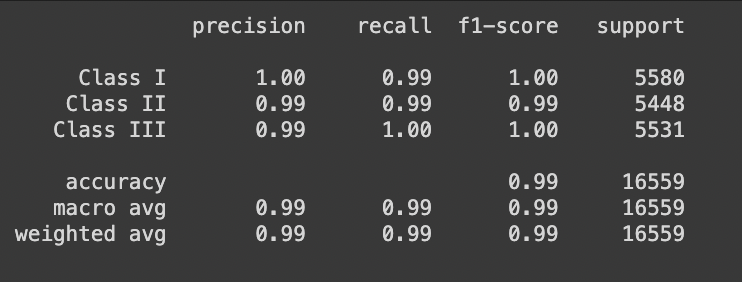 precision recall f1-score support
Class I 1.00 0.99 1.00 5580
Class II 0.99 0.99 0.99 5448
Class III 0.99 1.00 1.00 5531
accuracy 0.99 16559
macro avg 0.99 0.99 0.99 16559
weighted avg 0.99 0.99 0.99 16559